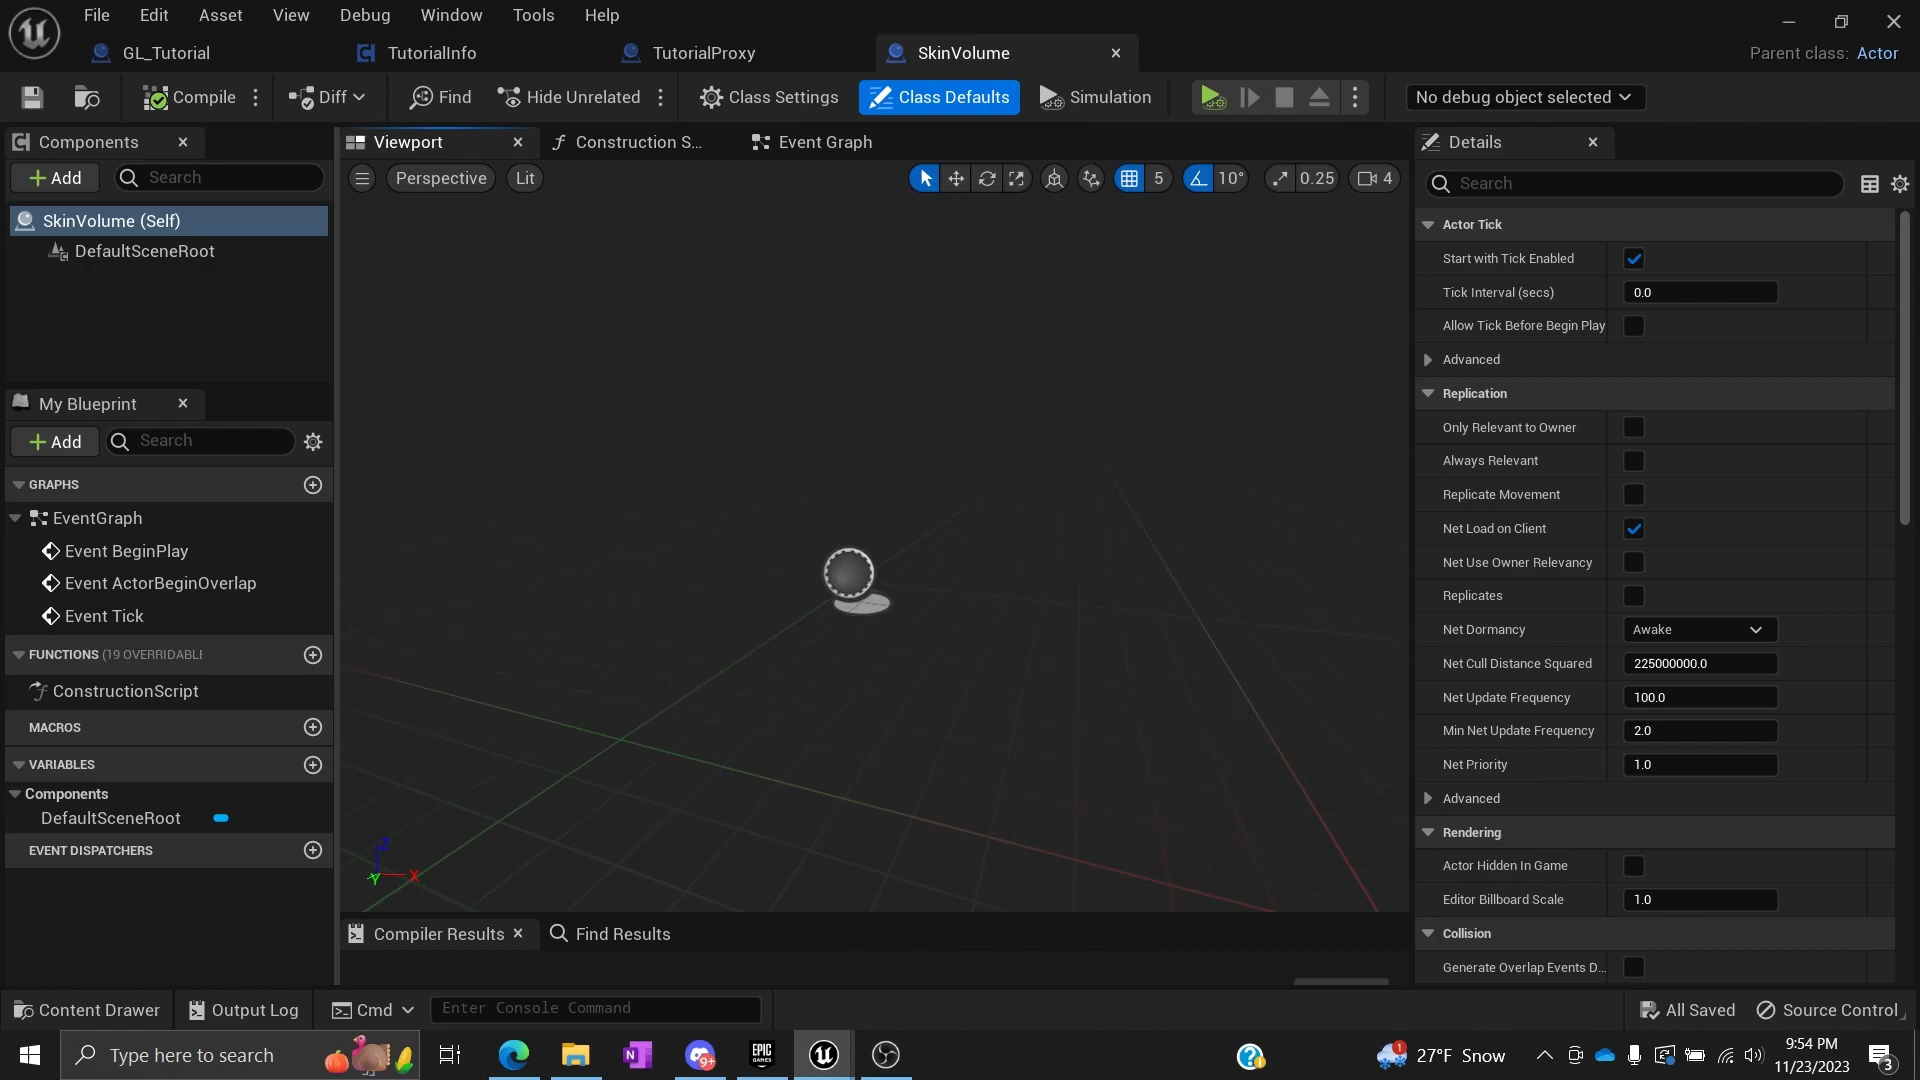 File Edit Asset View Debug Window Tools Help
GL_Tutorial TutorialInfo TutorialProxy SkinVolume Parent class: Actor
Compile Diff Find Hide Unrelated Class Settings Class Defaults Simulation No debug object selected
Components
Add Search
SkinVolume (Self)
DefaultSceneRoot
My Blueprint
Add Search
GRAPHS
EventGraph
Event BeginPlay
Event ActorBeginOverlap
Event Tick
FUNCTIONS (19 OVERRIDABLI
ConstructionScript
MACROS
VARIABLES
Components
DefaultSceneRoot
EVENT DISPATCHERS
Viewport Construction S... Event Graph
Perspective Lit 5 10° 0.25 4
Z
Y X
Compiler Results Find Results
Details
Search
Actor Tick
Start with Tick Enabled
Tick Interval (secs) 0.0
Allow Tick Before Begin Play
Advanced
Replication
Only Relevant to Owner
Always Relevant
Replicate Movement
Net Load on Client
Net Use Owner Relevancy
Replicates
Net Dormancy Awake
Net Cull Distance Squared 225000000.0
Net Update Frequency 100.0
Min Net Update Frequency 2.0
Net Priority 1.0
Advanced
Rendering
Actor Hidden In Game
Editor Billboard Scale 1.0
Collision
Generate Overlap Events D...
Content Drawer Output Log Cmd Enter Console Command All Saved Source Control
Type here to search N 9+ EPIC GAMES 1 27°F Snow 9:54 PM
11/23/2023 3